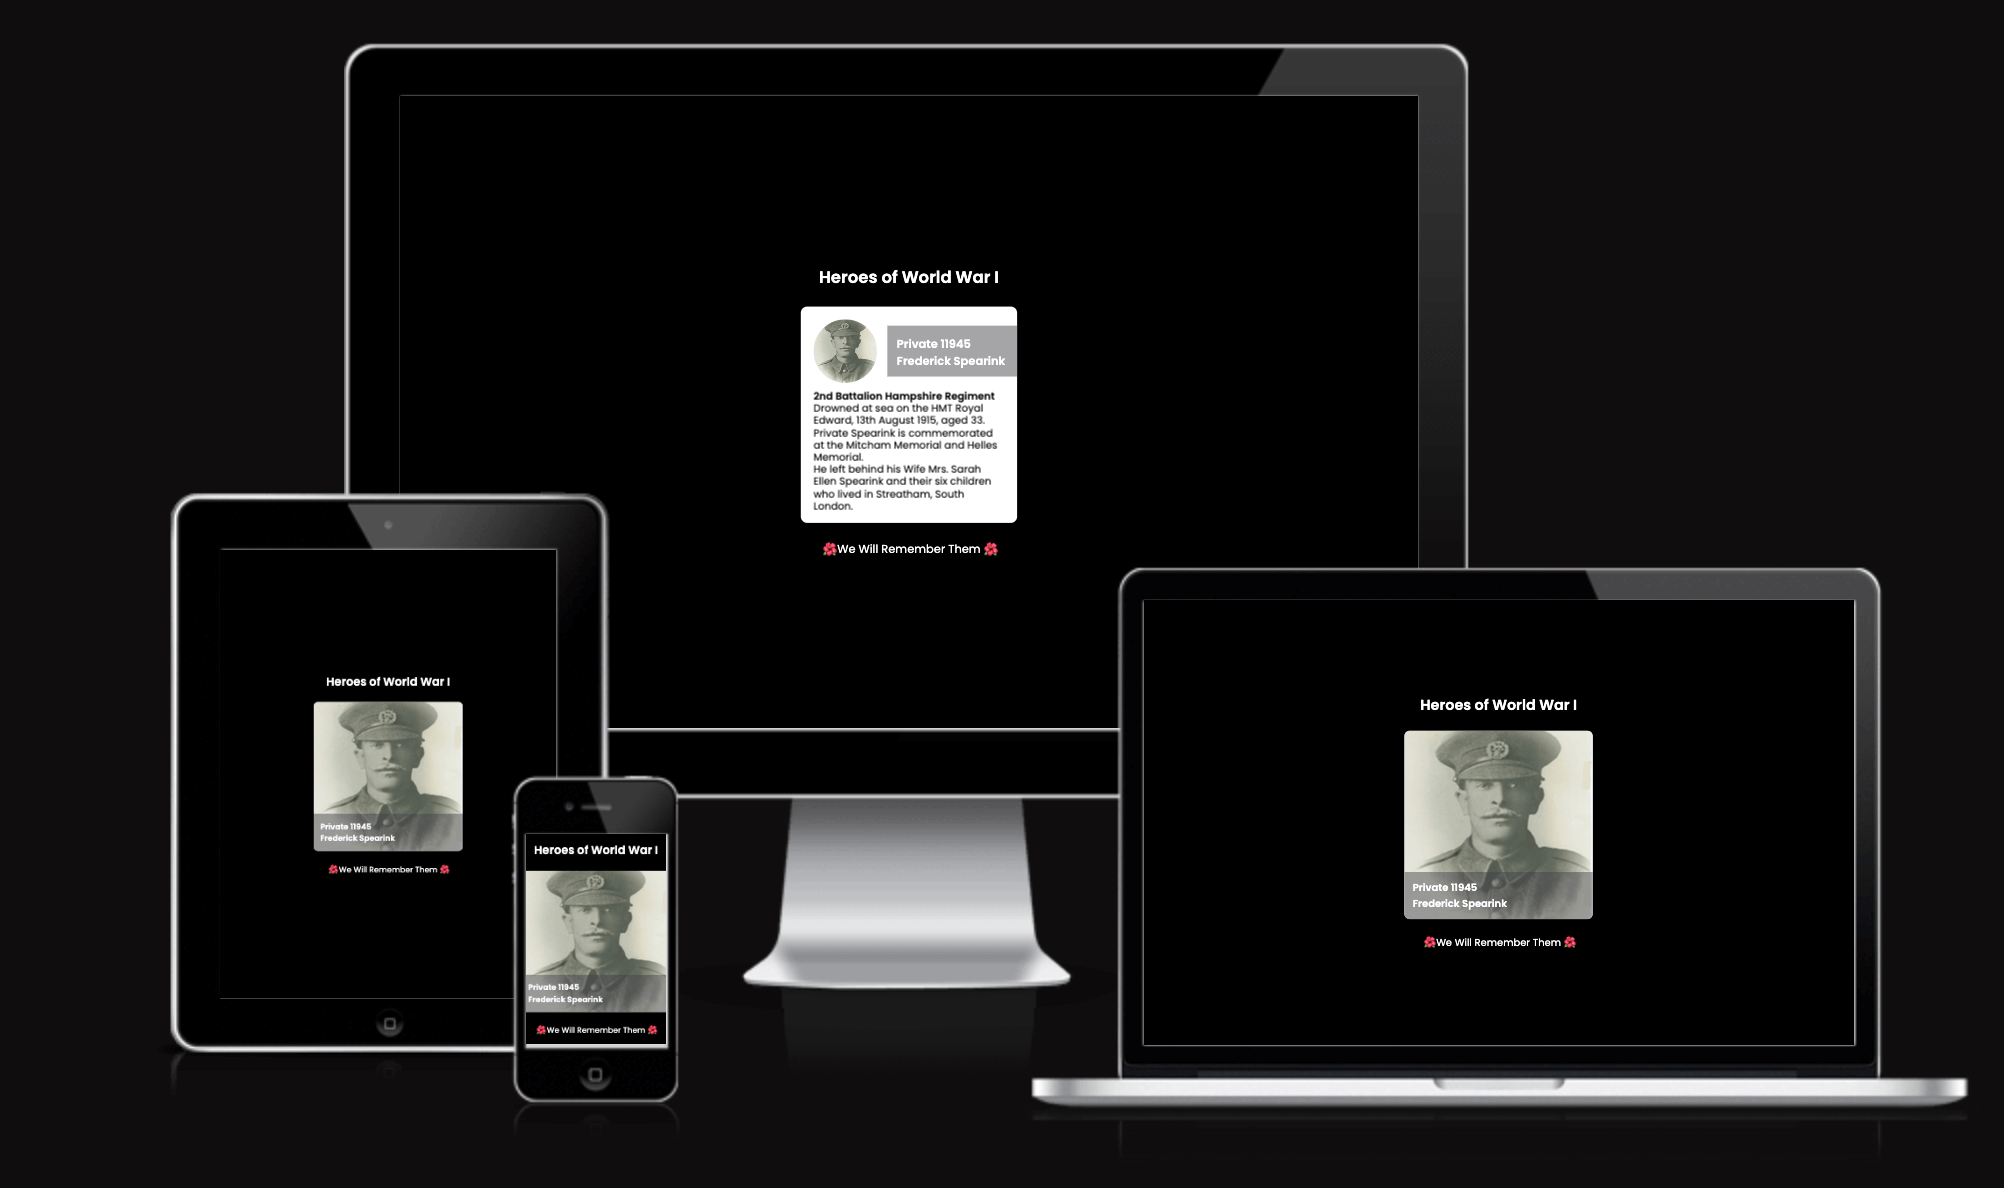 Heroes of World War I
Private 11945
Frederick Spearink
2nd Battalion Hampshire Regiment
Drowned at sea on the HMT Royal
Edward, 13th August 1915, aged 33.
Private Spearink is commemorated
at the Mitcham Memorial and Helles
Memorial.
He left behind his Wife Mrs. Sarah
Ellen Spearink and their six children
who lived in Streatham, South
London.
🌺We Will Remember Them 🌺
Heroes of World War I
Private 11945
Frederick Spearink
🌺We Will Remember Them 🌺
Heroes of World War I
Private 11945
Frederick Spearink
🌺We Will Remember Them 🌺
Heroes of World War I
Private 11945
Frederick Spearink
🌺We Will Remember Them 🌺